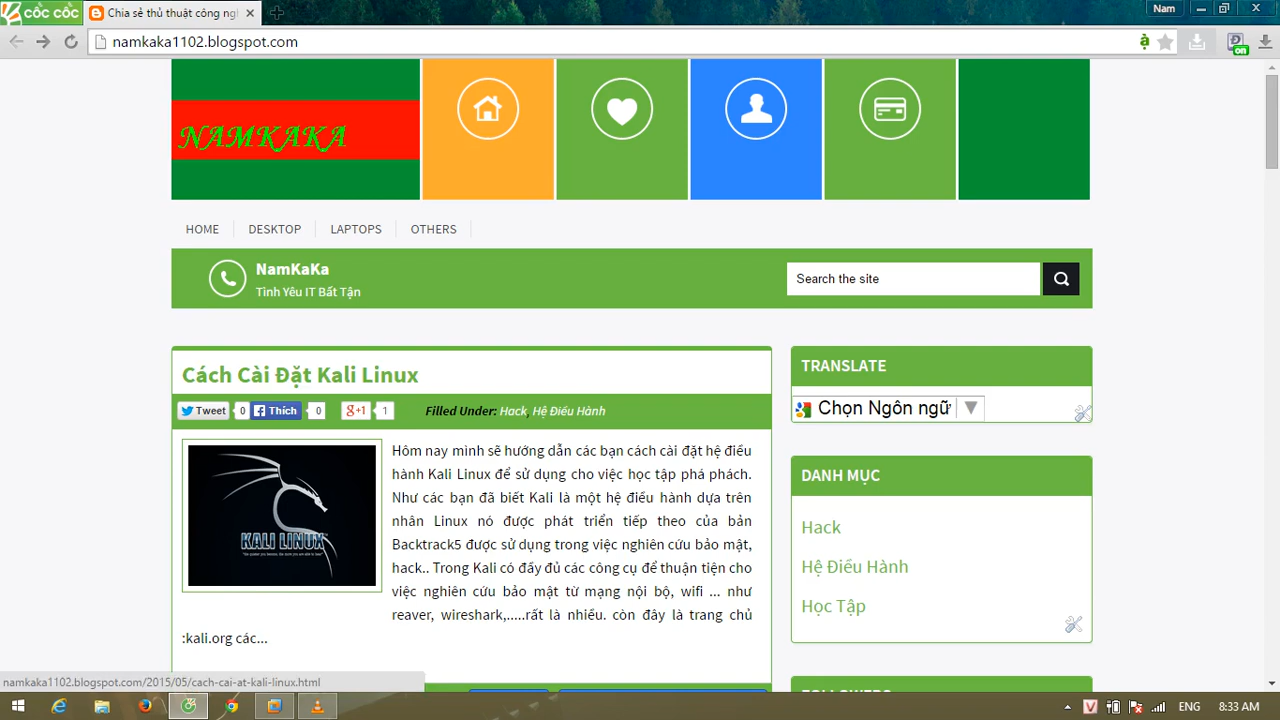 cốc cốc
Chia sẻ thủ thuật công ngl
Nam
namkaka1102.blogspot.com
on
NAMKAKA
HOME
DESKTOP
LAPTOPS
OTHERS
NamKaKa
Tình Yêu IT Bất Tận
Search the site
Cách Cài Đặt Kali Linux
Tweet 0 Thích 0 g+1 1
Filled Under: Hack, Hệ Điều Hành
KALI LINUX
Hôm nay mình sẽ hướng dẫn các bạn cách cài đặt hệ điều
hành Kali Linux để sử dụng cho việc học tập phá phách.
Như các bạn đã biết Kali là một hệ điều hành dựa trên
nhân Linux nó được phát triển tiếp theo của bản
Backtrack5 được sử dụng trong việc nghiên cứu bảo mật,
hack.. Trong Kali có đầy đủ các công cụ để thuận tiện cho
việc nghiên cứu bảo mật từ mạng nội bộ, wifi ... như
reaver, wireshark,.....rất là nhiều. còn đây là trang chủ
:kali.org các...
TRANSLATE
Chọn Ngôn ngữ
DANH MỤC
Hack
Hệ Điều Hành
Học Tập
FOLLOWERS
namkaka1102.blogspot.com/2015/05/cach-cai-at-kali-linux.html
ENG
8:33 AM